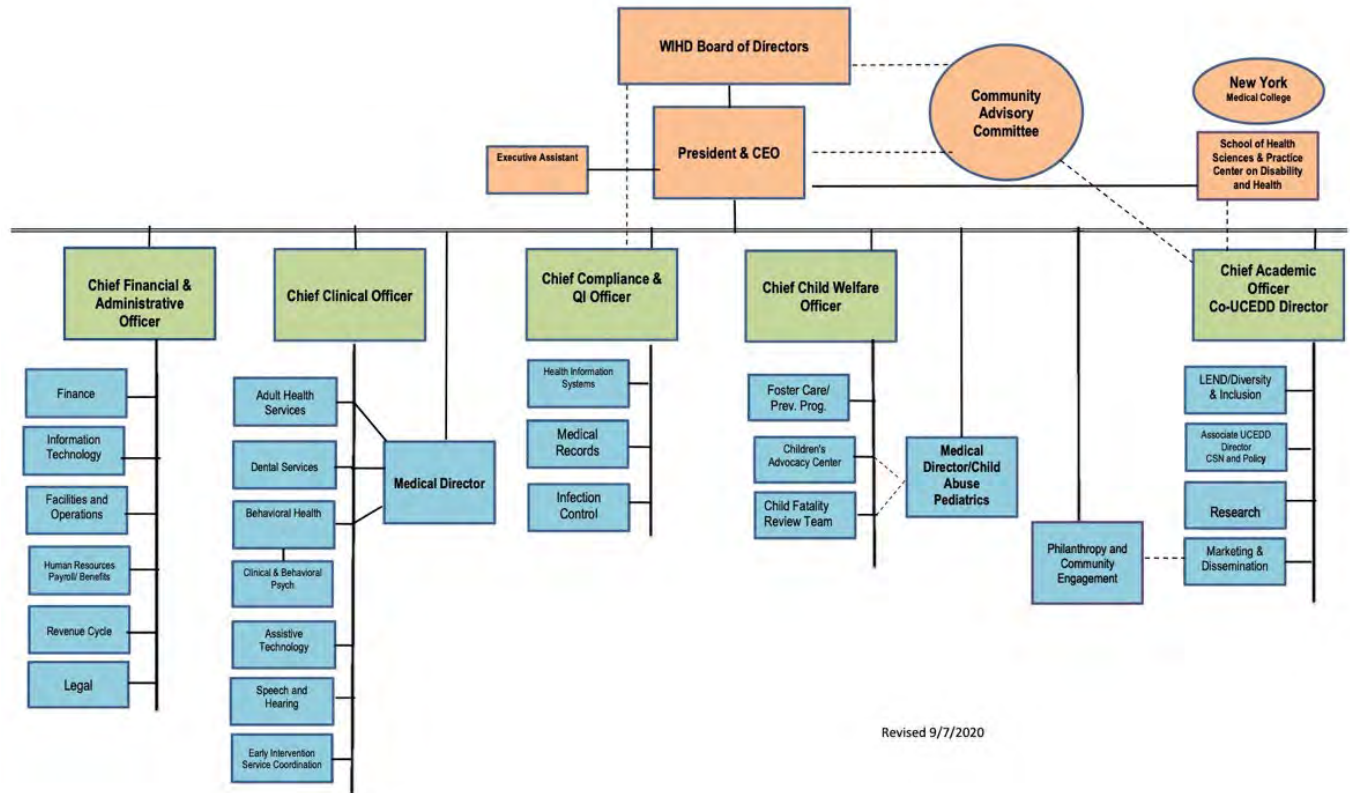 WIHD Board of Directors
Community
Advisory
Committee
New York
Medical College
President & CEO
Executive Assistant
School of Health
Sciences & Practice
Center on Disability
and Health
Chief Financial &
Administrative
Officer
Chief Clinical Officer
Chief Compliance &
QI Officer
Chief Child Welfare
Officer
Chief Academic
Officer
Co-UCEDD Director
Finance
Information
Technology
Facilities and
Operations
Human Resources
Payroll/ Benefits
Revenue Cycle
Legal
Adult Health
Services
Dental Services
Behavioral Health
Clinical & Behavioral
Psych
Assistive
Technology
Speech and
Hearing
Early Intervention
Service Coordination
Medical Director
Health Information
Systems
Medical
Records
Infection
Control
Foster Care/
Prev. Prog.
Children's
Advocacy Center
Child Fatality
Review Team
Medical
Director/Child
Abuse
Pediatrics
Philanthropy and
Community
Engagement
LEND/Diversity
& Inclusion
Associate UCEDD
Director
CSN and Policy
Research
Marketing &
Dissemination
Revised 9/7/2020